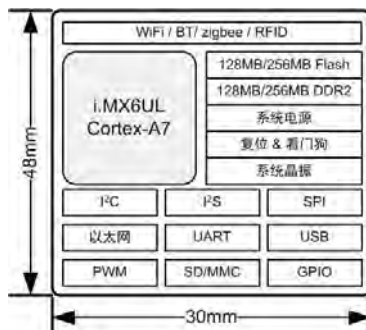 WiFi / BT/ zigbee / RFID
i.MX6UL
Cortex-A7
128MB/256MB Flash
128MB/256MB DDR2
系统电源
复位 & 看门狗
系统晶振
I²C
I²S
SPI
以太网
UART
USB
PWM
SD/MMC
GPIO
48mm
30mm